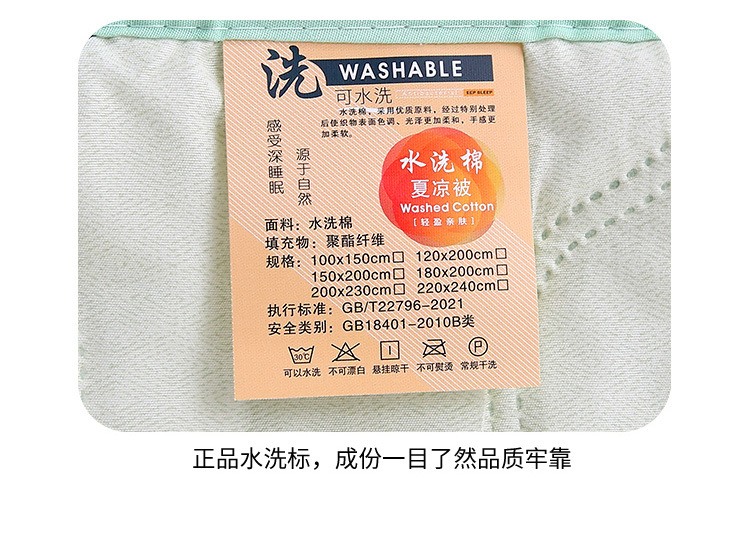 洗 WASHABLE
可水洗 ECP SLEEP
水洗棉,采用优质原料,经过特别处理
后使织物表面色调、光泽更加柔和,手感更
加柔软。
感受深睡眠
源于自然
水洗棉
夏凉被
Washed Cotton
[轻盈亲肤]
面料:水洗棉
填充物:聚酯纤维
规格:100x150cm□ 120x200cm□
150x200cm□ 180x200cm□
200x230cm□ 220x240cm□
执行标准:GB/T22796-2021
安全类别:GB18401-2010B类
30℃
P
可以水洗 不可漂白 悬挂晾干 不可熨烫 常规干洗
正品水洗标，成份一目了然品质牢靠